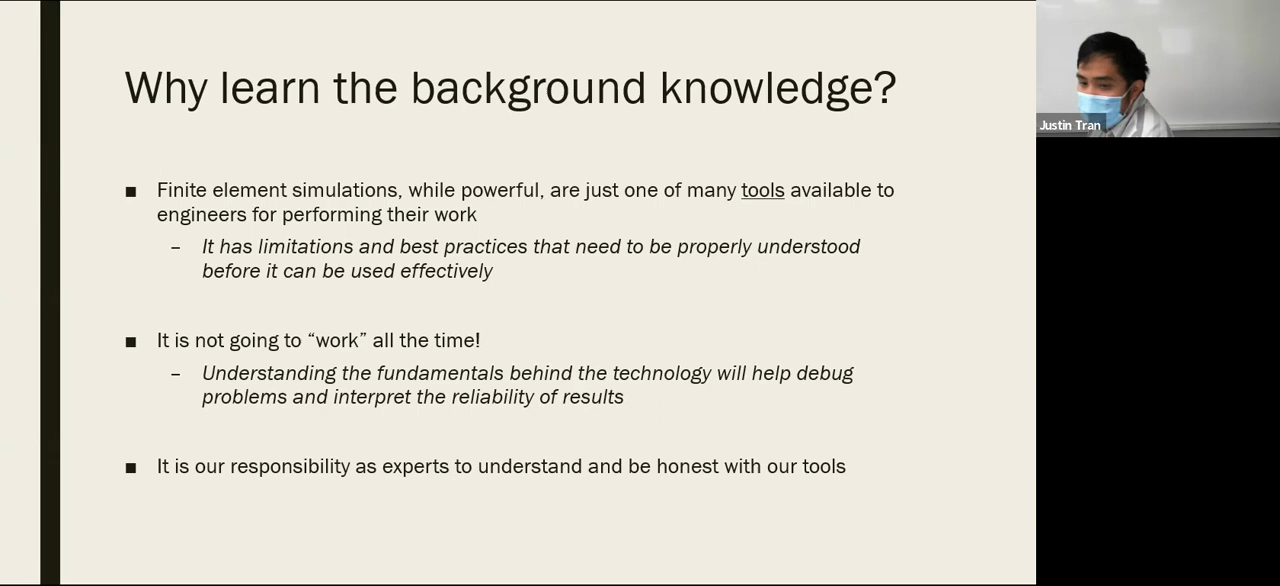 Why learn the background knowledge?
■ Finite element simulations, while powerful, are just one of many tools available to
engineers for performing their work
– It has limitations and best practices that need to be properly understood
before it can be used effectively
■ It is not going to “work” all the time!
– Understanding the fundamentals behind the technology will help debug
problems and interpret the reliability of results
■ It is our responsibility as experts to understand and be honest with our tools
Justin Tran